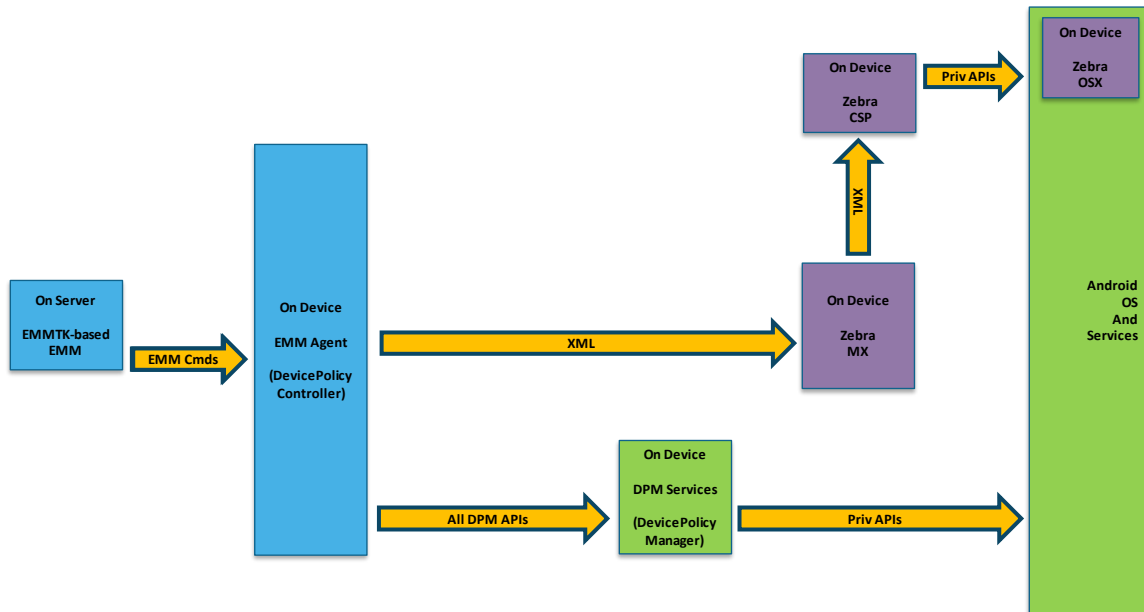 On Server
EMMTK-based
EMM
EMM Cmds
On Device
EMM Agent
(DevicePolicy
Controller)
XML
All DPM APIs
On Device
DPM Services
(DevicePolicy
Manager)
Priv APIs
On Device
Zebra
MX
XML
On Device
Zebra
CSP
Priv APIs
On Device
Zebra
OSX
Android
OS
And
Services